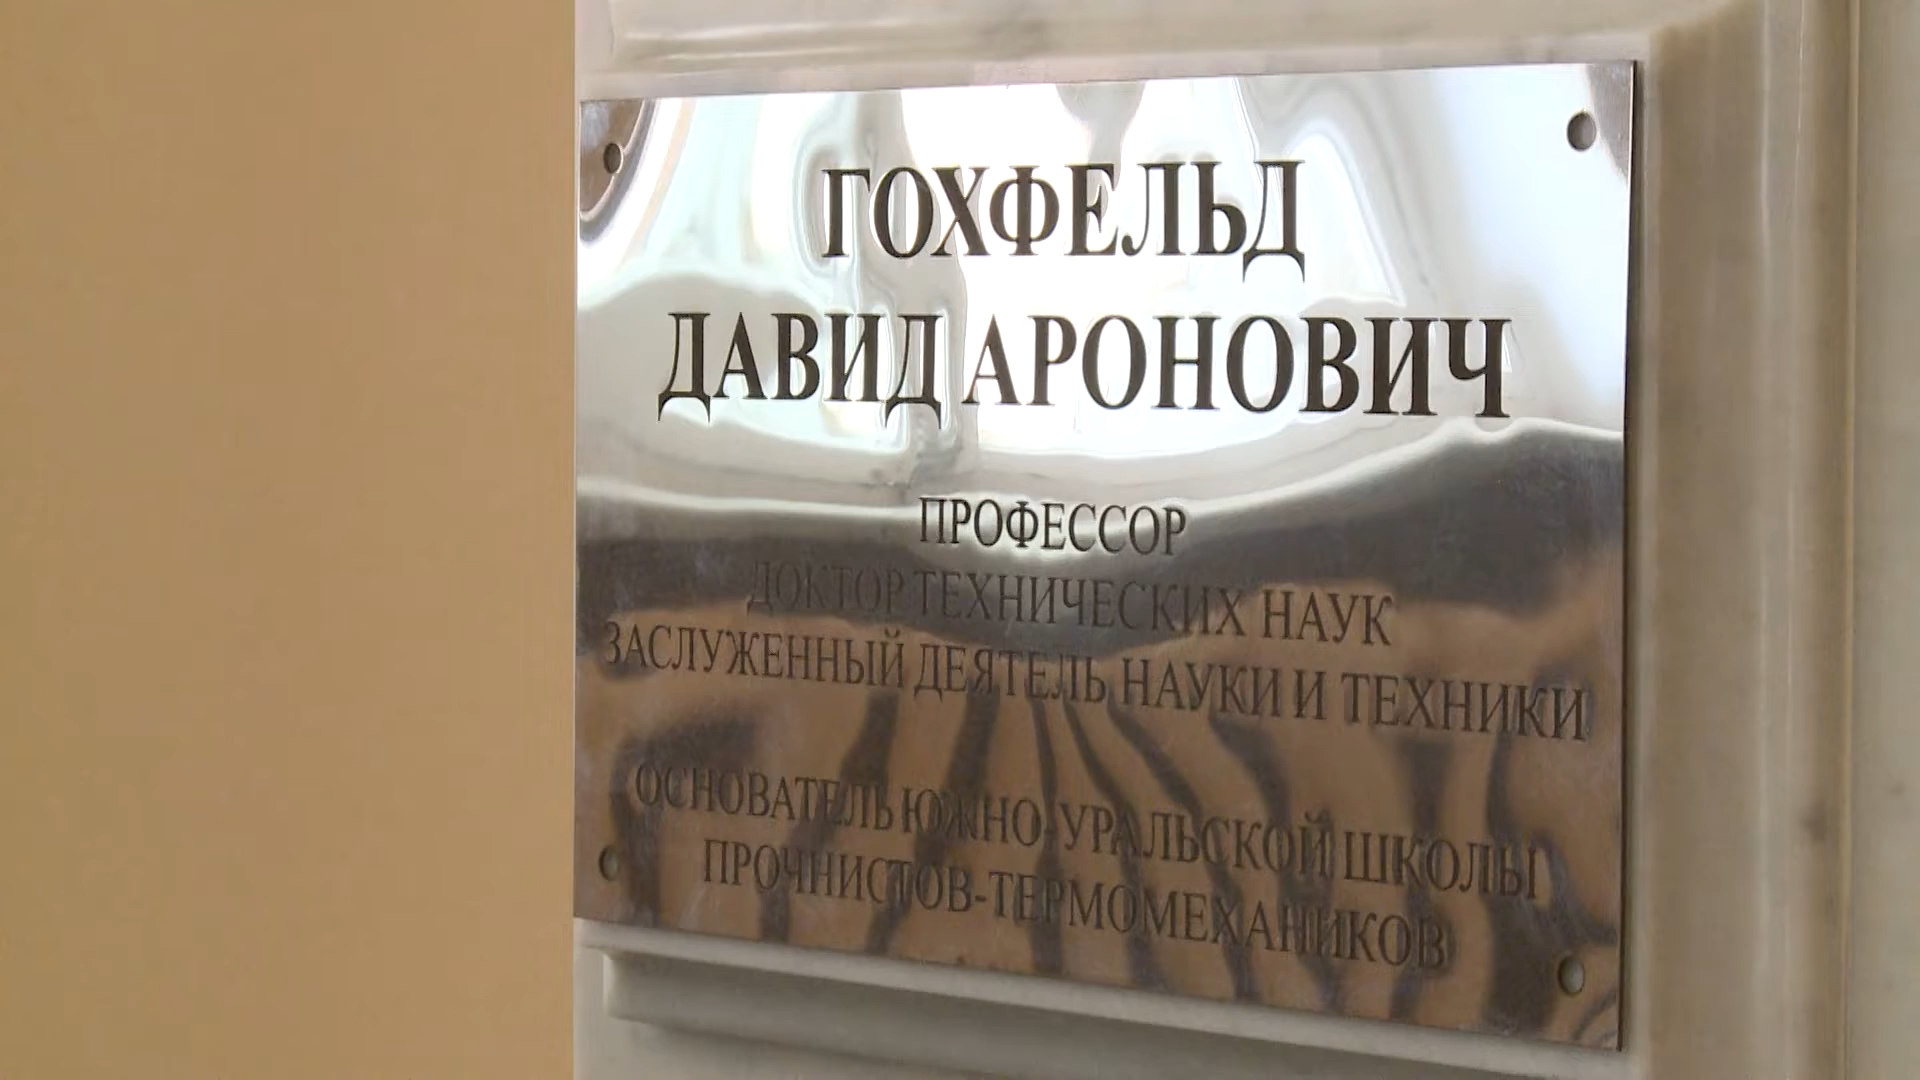 ГОХФЕЛЬД
ДАВИД АРОНОВИЧ
ПРОФЕССОР
ДОКТОР ТЕХНИЧЕСКИХ НАУК
ЗАСЛУЖЕННЫЙ ДЕЯТЕЛЬ НАУКИ И ТЕХНИКИ
ОСНОВАТЕЛЬ ЮЖНО-УРАЛЬСКОЙ ШКОЛЫ
ПРОЧНИСТОВ-ТЕРМОМЕХАНИКОВ